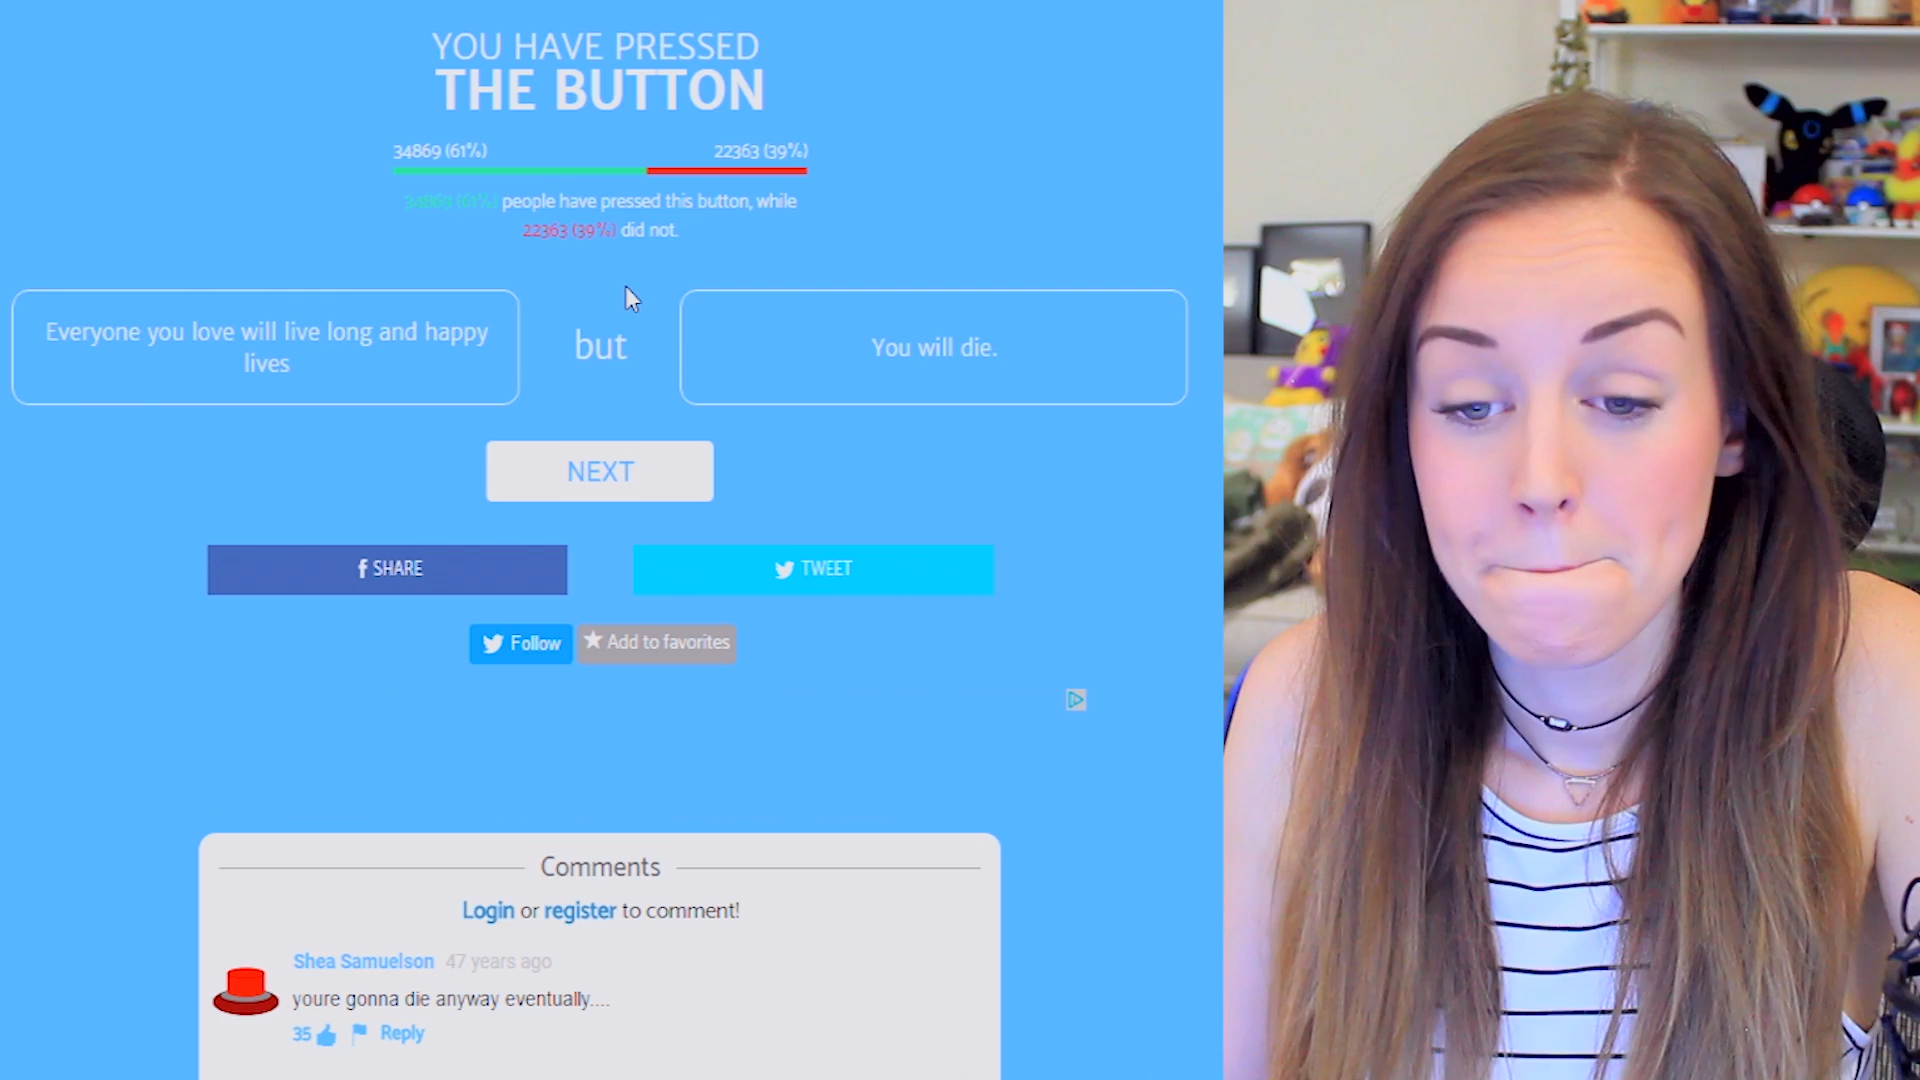 YOU HAVE PRESSED
THE BUTTON
34869 (61%) 22363 (39%)
34869 (61%) people have pressed this button, while
22363 (39%) did not.
Everyone you love will live long and happy
lives
but
You will die.
NEXT
f SHARE
TWEET
Follow
Add to favorites
Comments
Login or register to comment!
Shea Samuelson 47 years ago
youre gonna die anyway eventually....
35 Reply